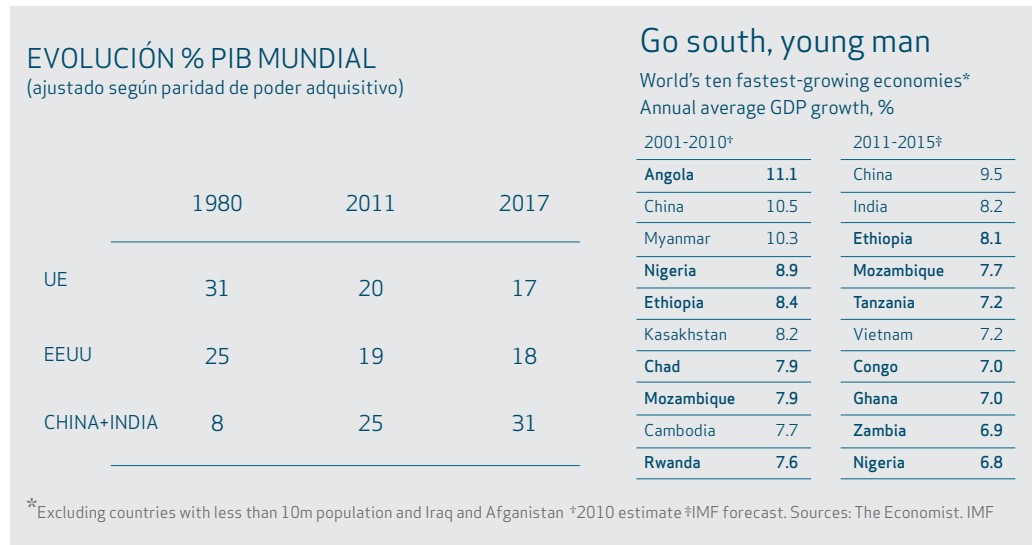 EVOLUCIÓN % PIB MUNDIAL
(ajustado según paridad de poder adquisitivo)
1980 2011 2017
UE 31 20 17
EEUU 25 19 18
CHINA+INDIA 8 25 31
Go south, young man
World's ten fastest-growing economies*
Annual average GDP growth, %
2001-2010† 2011-2015‡
Angola 11.1 China 9.5
China 10.5 India 8.2
Myanmar 10.3 Ethiopia 8.1
Nigeria 8.9 Mozambique 7.7
Ethiopia 8.4 Tanzania 7.2
Kasakhstan 8.2 Vietnam 7.2
Chad 7.9 Congo 7.0
Mozambique 7.9 Ghana 7.0
Cambodia 7.7 Zambia 6.9
Rwanda 7.6 Nigeria 6.8
*Excluding countries with less than 10m population and Iraq and Afganistan †2010 estimate ‡IMF forecast. Sources: The Economist. IMF